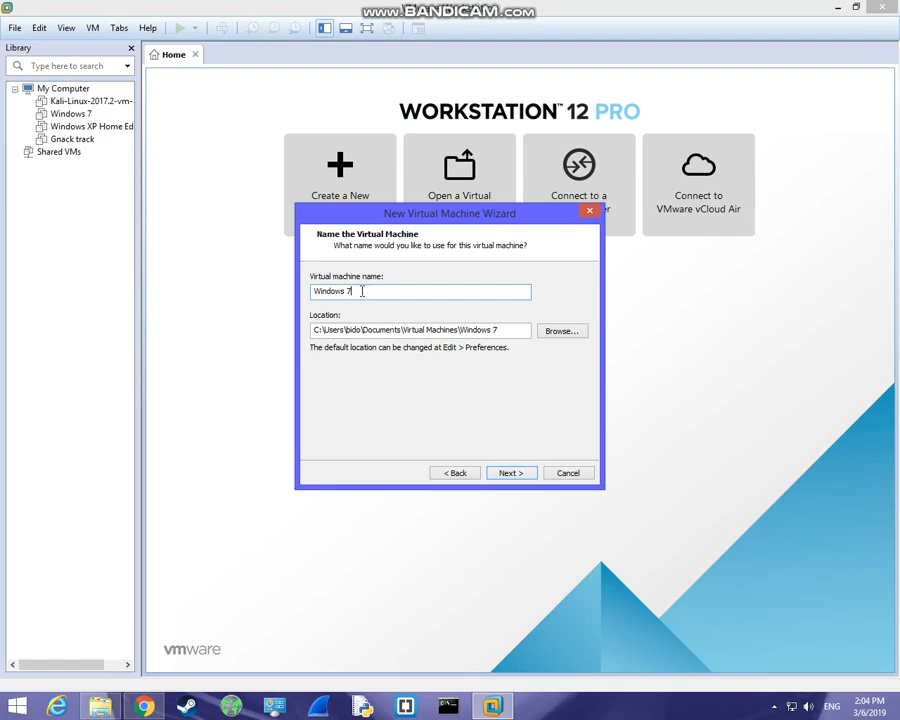 WWW.BANDICAM.COM
File Edit View VM Tabs Help
Library
Home
Type here to search
My Computer
Kali-Linux-2017.2-vm-
Windows 7
Windows XP Home Ed
Gnack track
Shared VMs
WORKSTATION™ 12 PRO
Create a New
Open a Virtual
Connect to a
Connect to
VMware vCloud Air
New Virtual Machine Wizard
Name the Virtual Machine
What name would you like to use for this virtual machine?
Virtual machine name:
Windows 7
Location:
C:\Users\bido\Documents\Virtual Machines\Windows 7
Browse...
The default location can be changed at Edit > Preferences.
< Back Next > Cancel
vmware
ENG
2:04 PM
3/6/2019